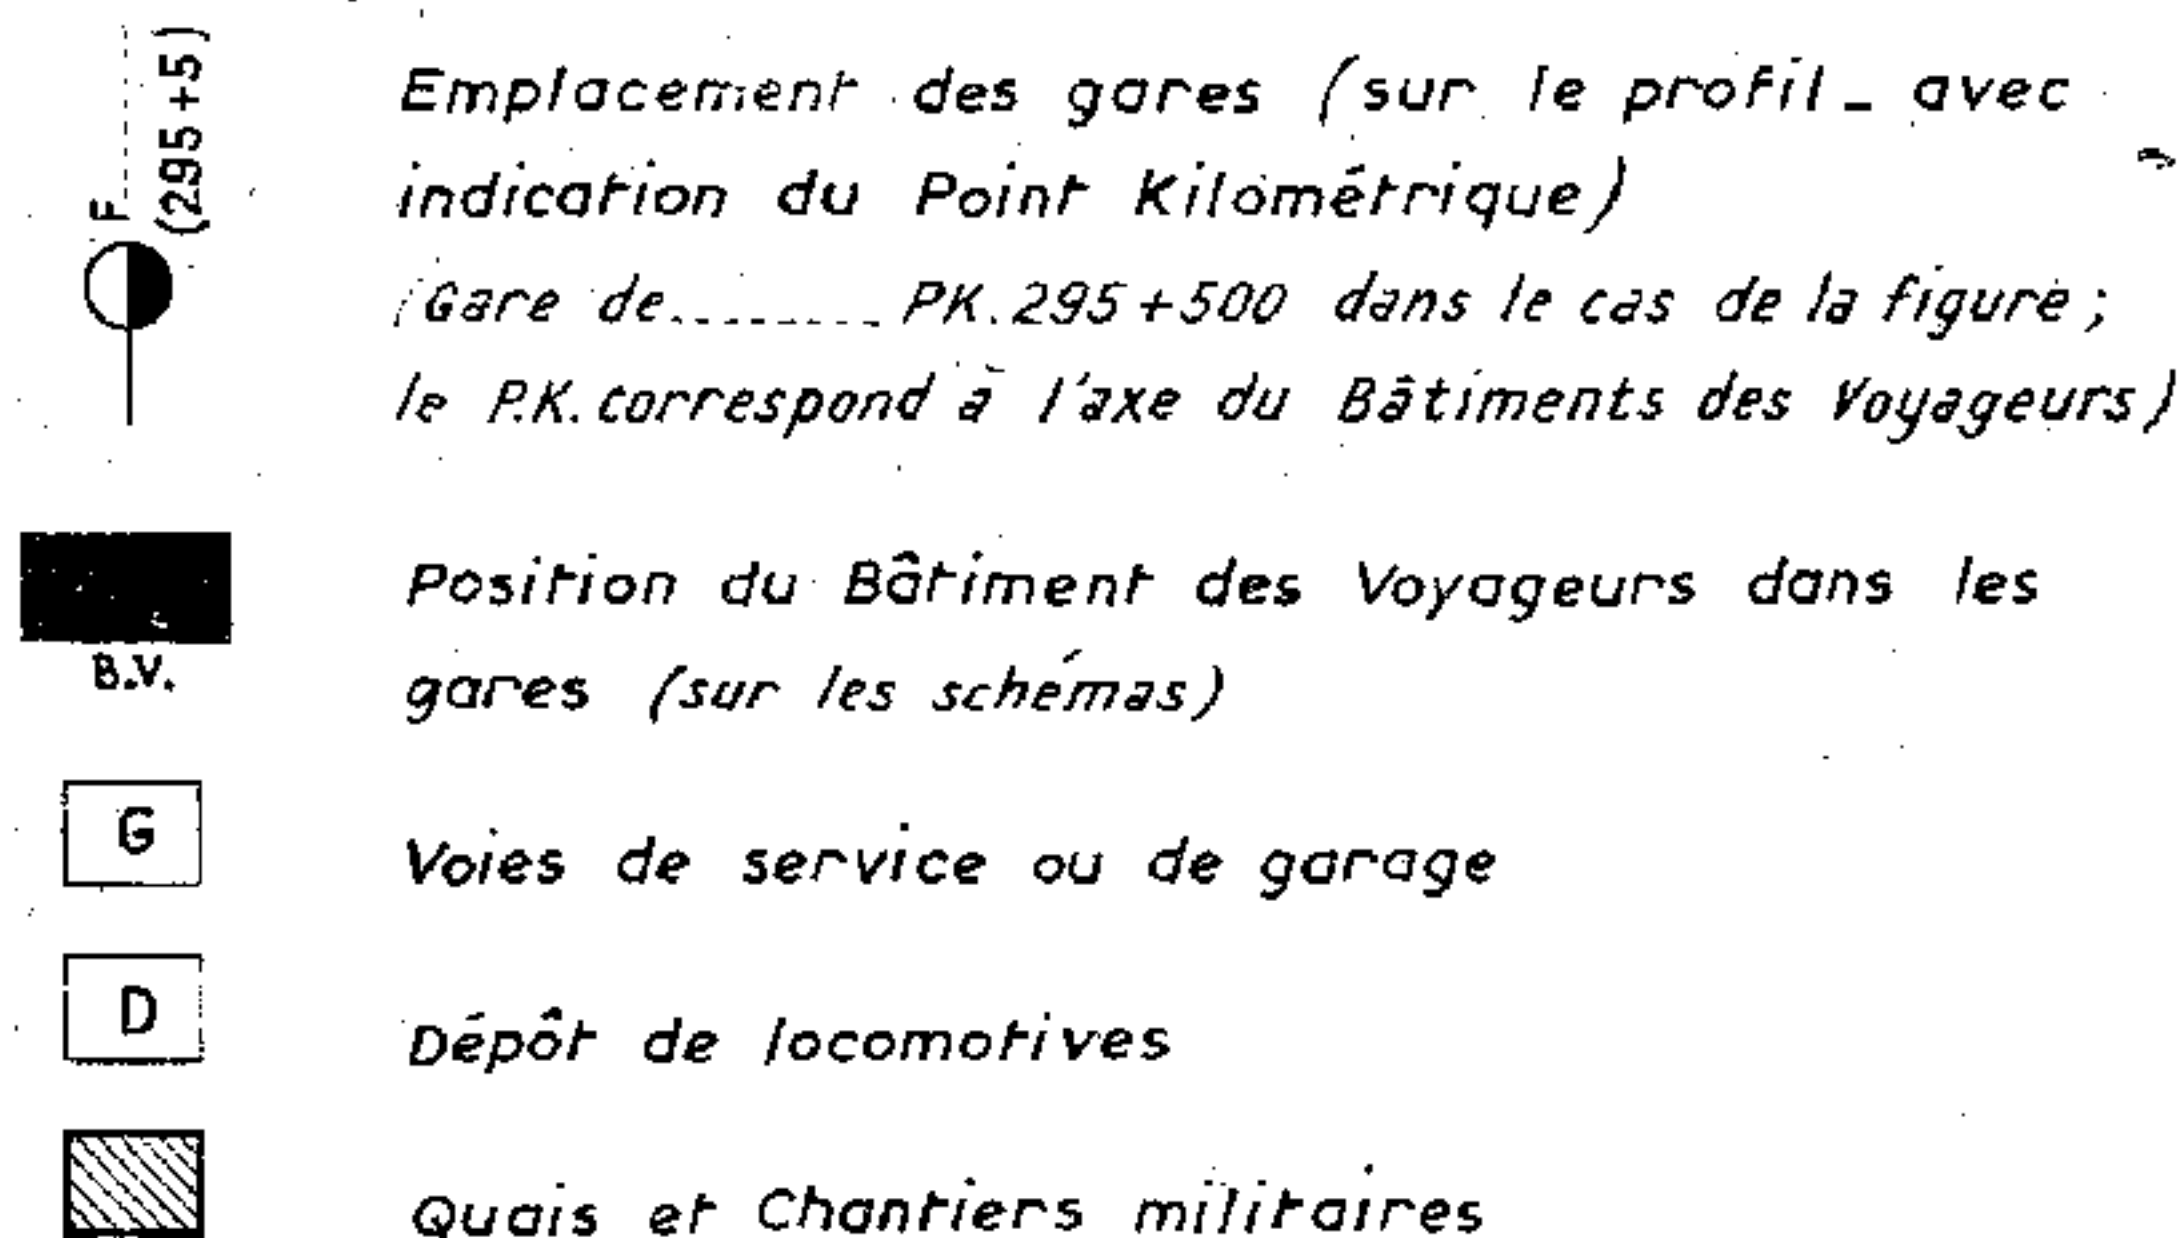 F
(295+5)
Emplacement des gares (sur le profil_ avec
indication du Point Kilométrique)
(Gare de......... PK.295+500 dans le cas de la figure;
le P.K. correspond à l'axe du Bâtiments des Voyageurs)
B.V.
Position du Bâtiment des Voyageurs dans les
gares (sur les schémas)
G
Voies de service ou de garage
D
Dépôt de locomotives
Quais et Chantiers militaires